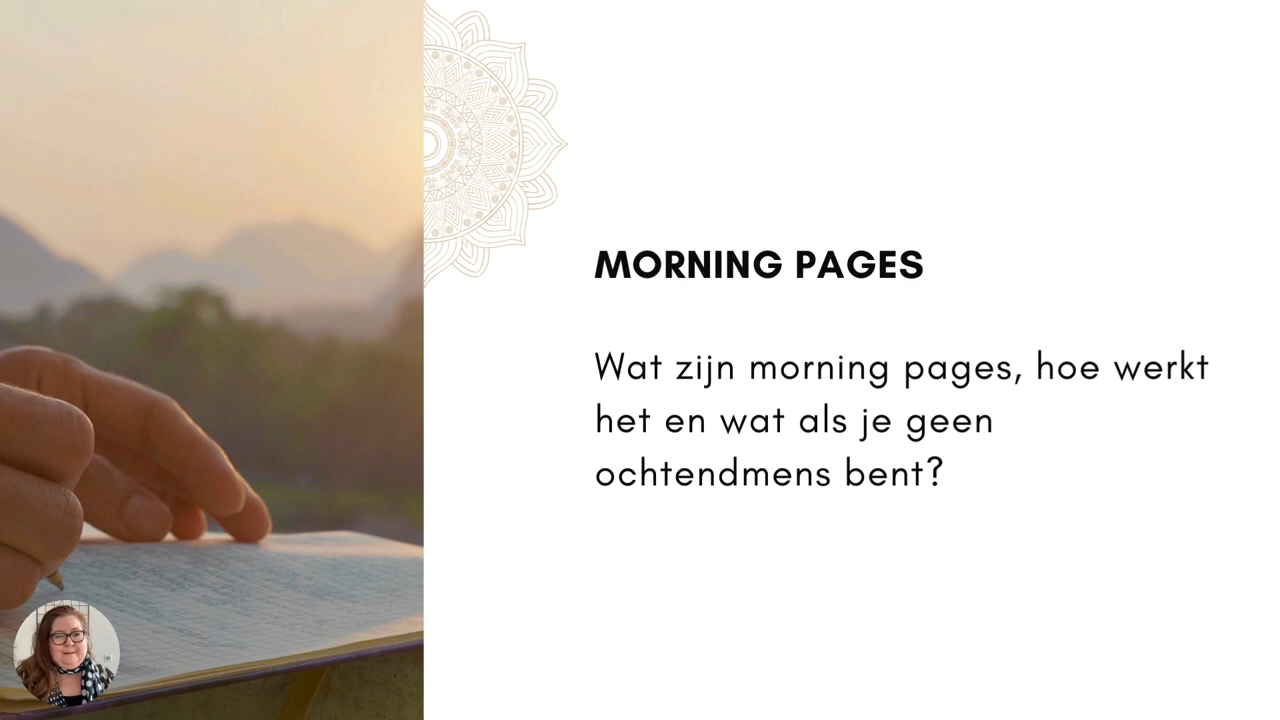 MORNING PAGES
Wat zijn morning pages, hoe werkt
het en wat als je geen
ochtendmens bent?